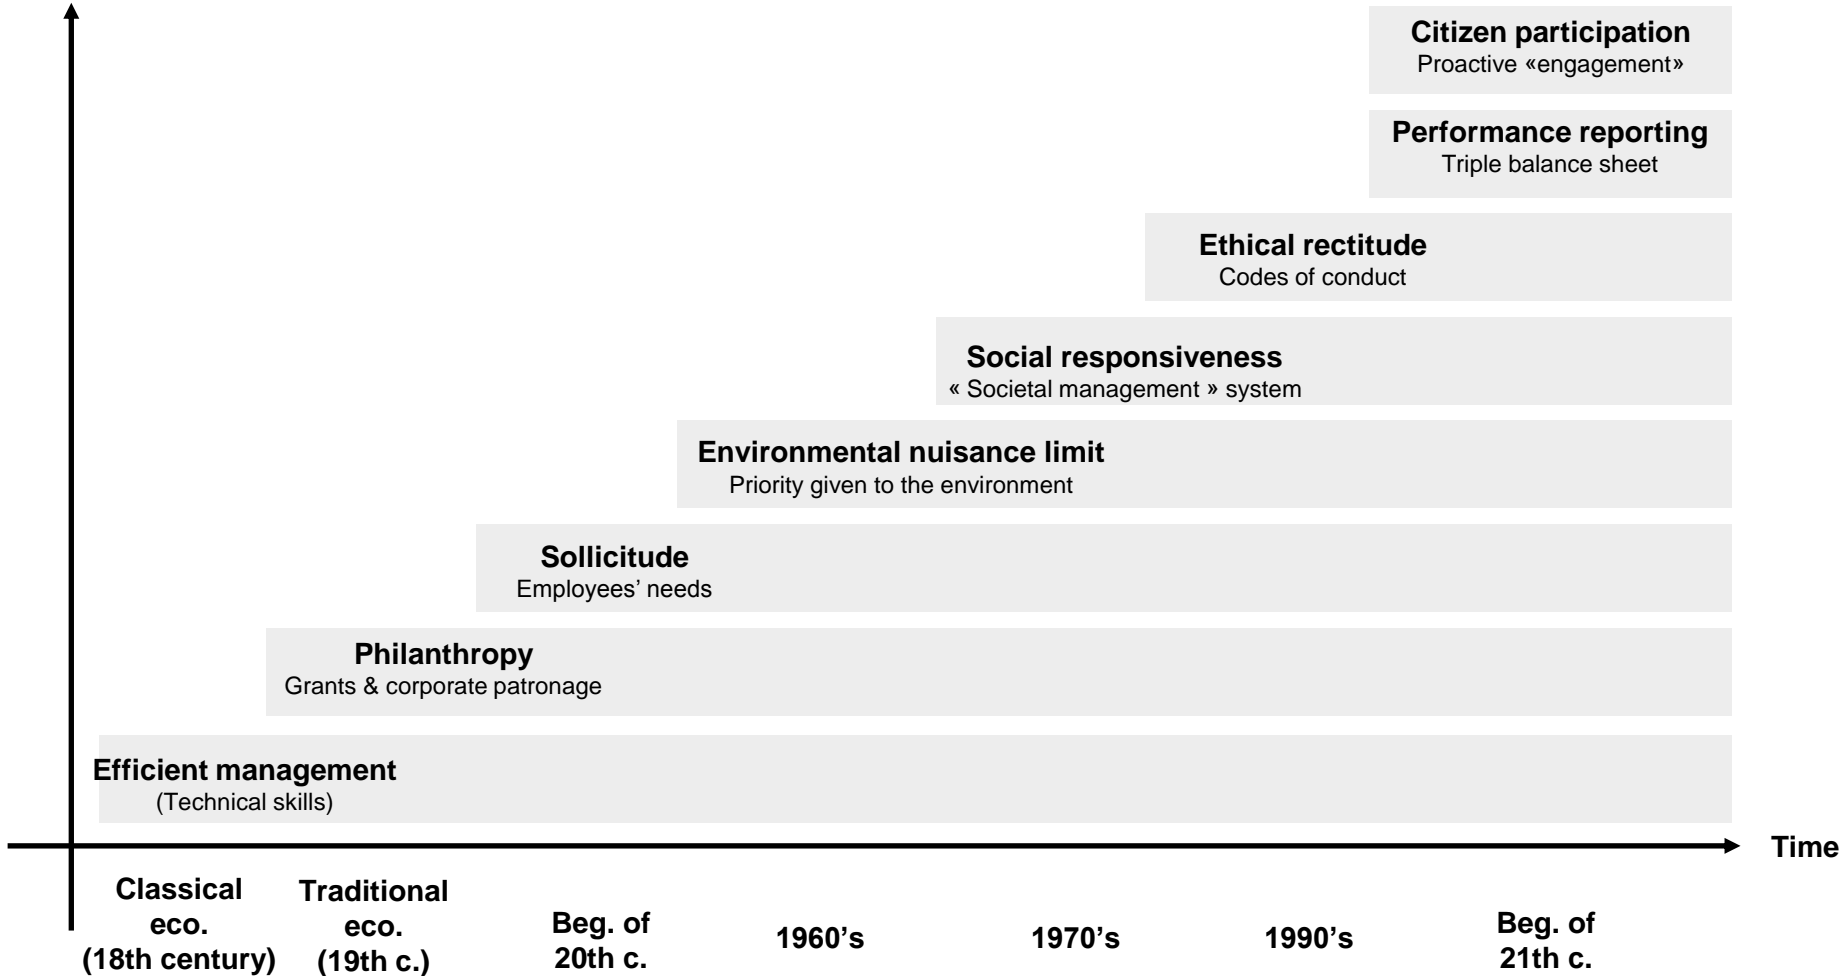 Citizen participation
Proactive «engagement»
Performance reporting
Triple balance sheet
Ethical rectitude
Codes of conduct
Social responsiveness
« Societal management » system
Environmental nuisance limit
Priority given to the environment
Sollicitude
Employees’ needs
Philanthropy
Grants & corporate patronage
Efficient management
(Technical skills)
Time
Classical
eco.
(18th century)
Traditional
eco.
(19th c.)
Beg. of
20th c.
1960’s
1970’s
1990’s
Beg. of
21th c.